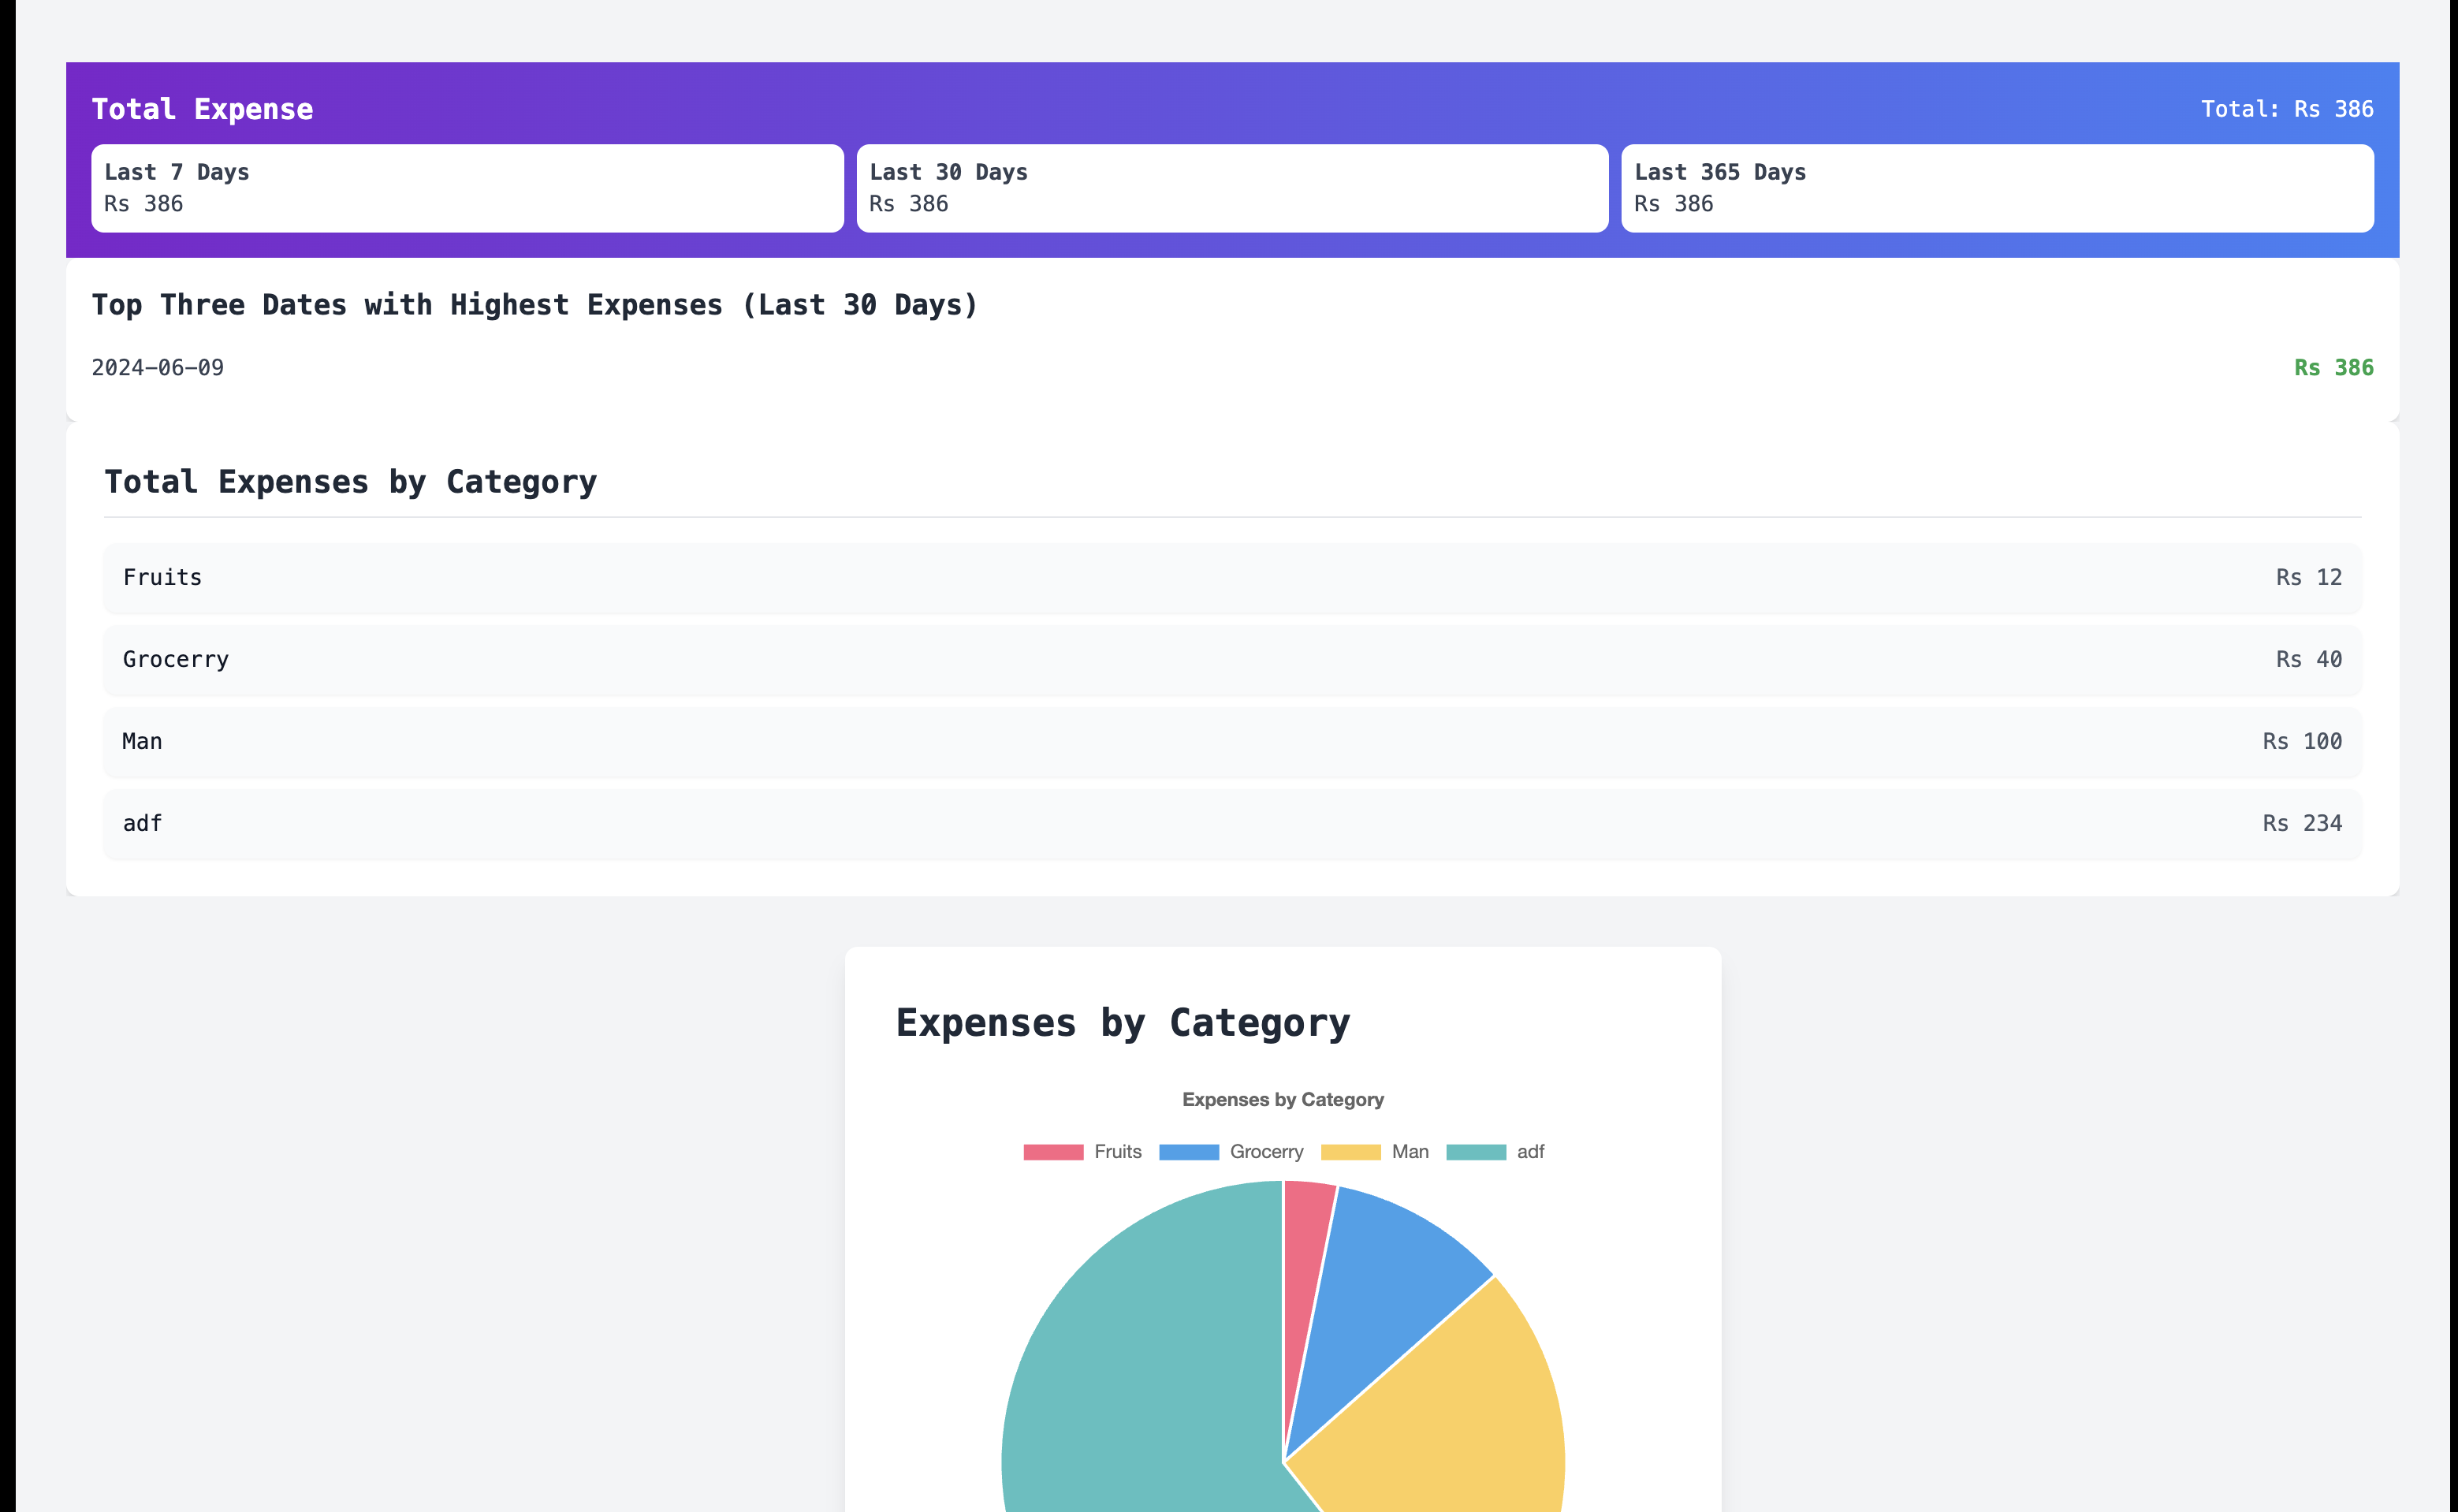 Total Expense
Total: Rs 386
Last 7 Days
Rs 386
Last 30 Days
Rs 386
Last 365 Days
Rs 386
Top Three Dates with Highest Expenses (Last 30 Days)
2024-06-09
Rs 386
Total Expenses by Category
Fruits
Rs 12
Grocerry
Rs 40
Man
Rs 100
adf
Rs 234
Expenses by Category
Expenses by Category
Fruits
Grocerry
Man
adf